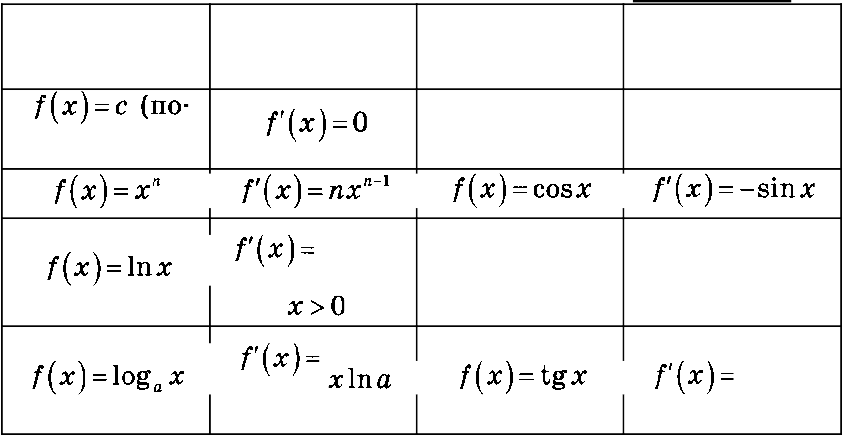 f(x)=c (по-
f′(x)=0
f(x)=xⁿ
f′(x)=nxⁿ⁻¹
f(x)=cos x
f′(x)=−sin x
f(x)=ln x
f′(x)=
x>0
f(x)=logₐ x
f′(x)=
x ln a
f(x)=tg x
f′(x)=